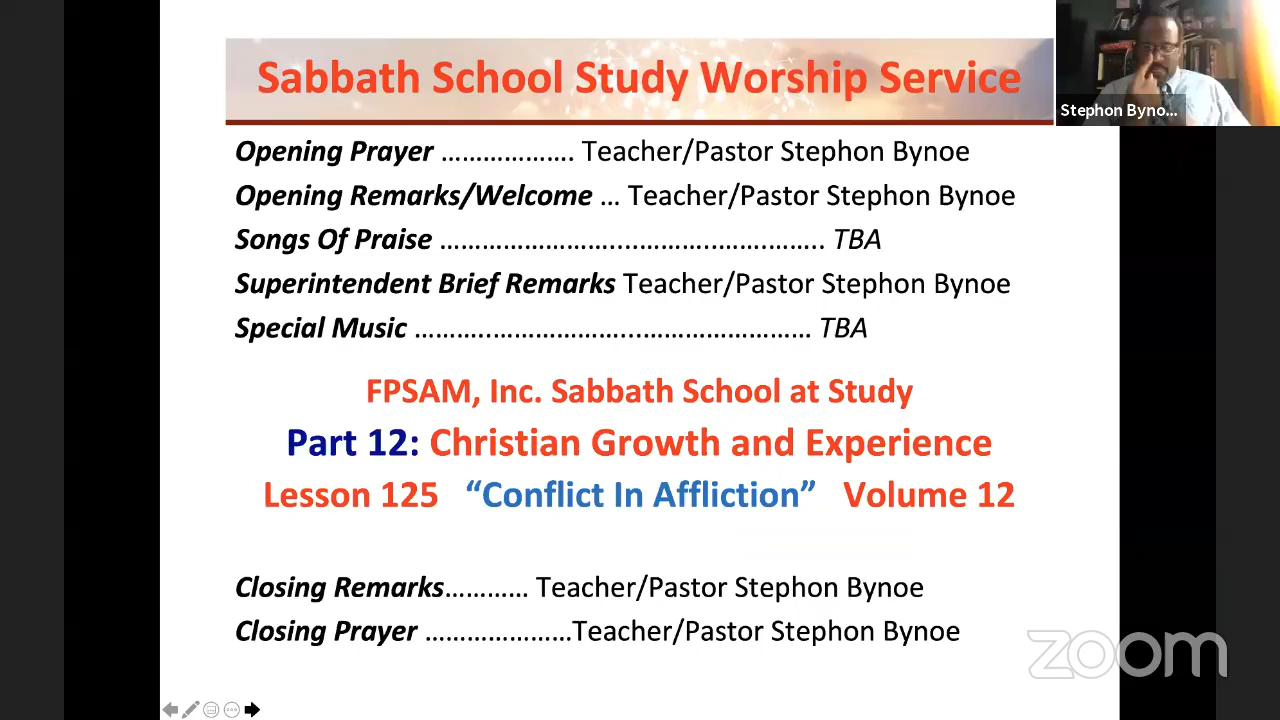 Sabbath School Study Worship Service
Stephon Byno...
Opening Prayer ………………. Teacher/Pastor Stephon Bynoe
Opening Remarks/Welcome … Teacher/Pastor Stephon Bynoe
Songs Of Praise …………………….…………..…….…….. TBA
Superintendent Brief Remarks Teacher/Pastor Stephon Bynoe
Special Music ………..………………...………………… TBA
FPSAM, Inc. Sabbath School at Study
Part 12: Christian Growth and Experience
Lesson 125 “Conflict In Affliction” Volume 12
Closing Remarks………… Teacher/Pastor Stephon Bynoe
Closing Prayer …………………Teacher/Pastor Stephon Bynoe
zoom